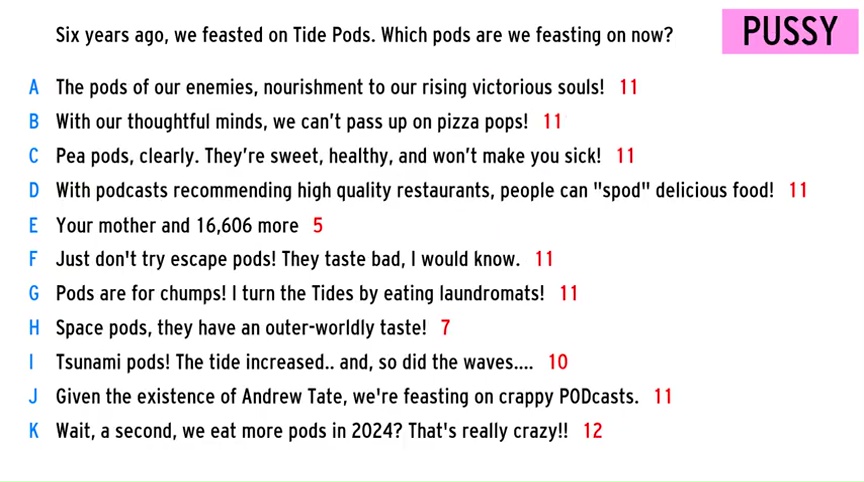 Six years ago, we feasted on Tide Pods. Which pods are we feasting on now?
PUSSY
A The pods of our enemies, nourishment to our rising victorious souls! 11
B With our thoughtful minds, we can't pass up on pizza pops! 11
C Pea pods, clearly. They're sweet, healthy, and won't make you sick! 11
D With podcasts recommending high quality restaurants, people can "spod" delicious food! 11
E Your mother and 16,606 more 5
F Just don't try escape pods! They taste bad, I would know. 11
G Pods are for chumps! I turn the Tides by eating laundromats! 11
H Space pods, they have an outer-worldly taste! 7
I Tsunami pods! The tide increased.. and, so did the waves.... 10
J Given the existence of Andrew Tate, we're feasting on crappy PODcasts. 11
K Wait, a second, we eat more pods in 2024? That's really crazy!! 12